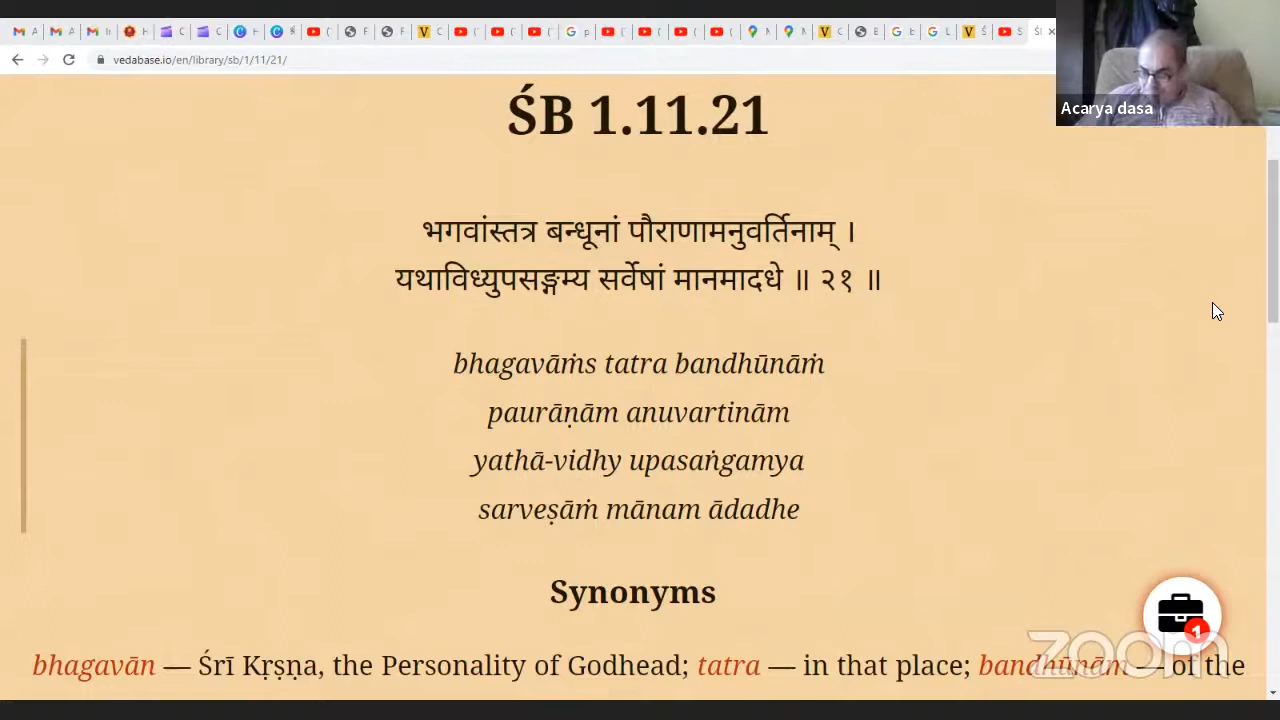 vedabase.io/en/library/sb/1/11/21/
Acarya dasa
ŚB 1.11.21
भगवांस्तत्र बन्धूनां पौराणामनुवर्तिनाम् ।
यथाविध्युपसङ्गम्य सर्वेषां मानमादधे ॥ २१ ॥
bhagavāṁs tatra bandhūnāṁ
paurāṇām anuvartinām
yathā-vidhy upasaṅgamya
sarveṣāṁ mānam ādadhe
Synonyms
1
bhagavān — Śrī Kṛṣṇa, the Personality of Godhead; tatra — in that place; bandhūnām — of the
zoom